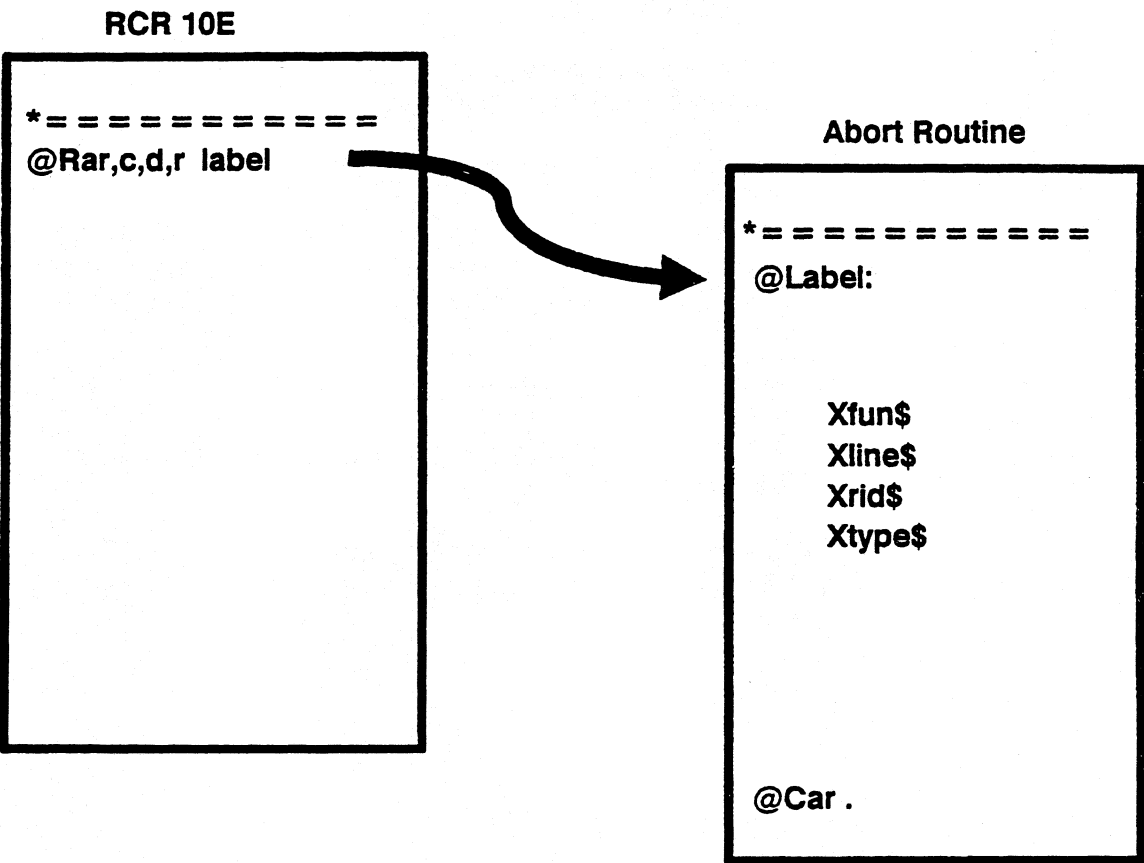 RCR 10E
*= = = = = = = = = = =
@Rar,c,d,r label
Abort Routine
*= = = = = = = = = = =
@Label:
Xfun$
Xline$
Xrid$
Xtype$
@Car .